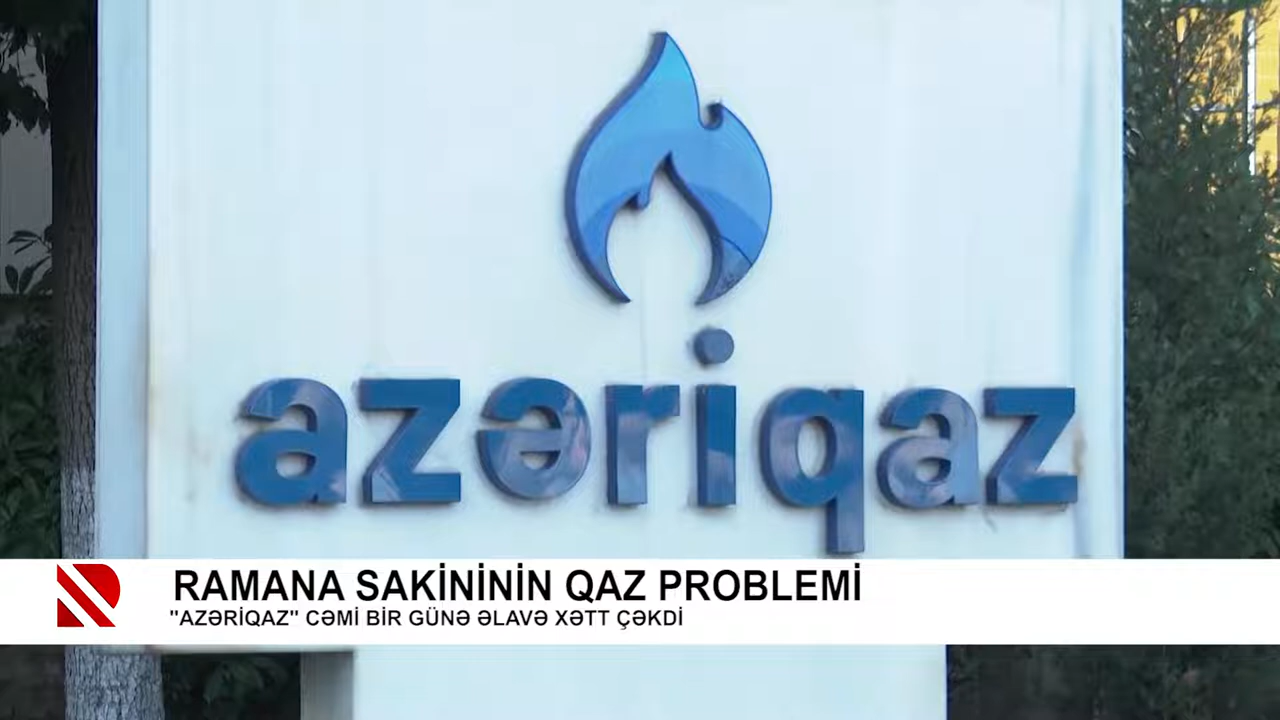 azəriqaz
RAMANA SAKİNİNİN QAZ PROBLEMİ
"AZƏRİQAZ" CƏMİ BİR GÜNƏ ƏLAVƏ XƏTT ÇƏKDİ